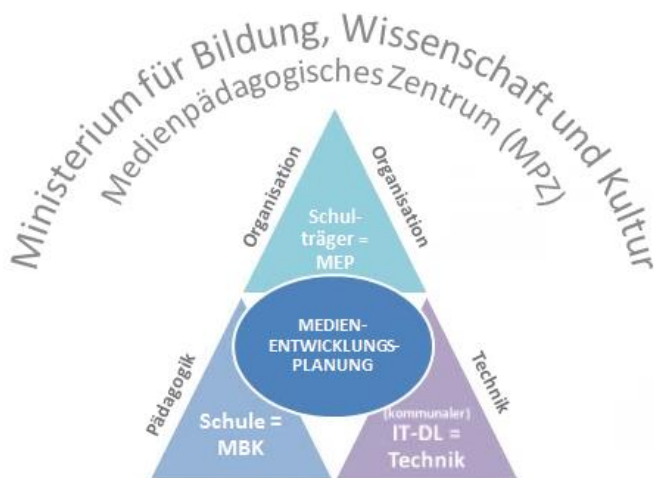 Ministerium für Bildung, Wissenschaft und Kultur
Medienpädagogisches Zentrum (MPZ)
Organisation
Organisation
Schul-
träger =
MEP
MEDIEN-
ENTWICKLUNGS-
PLANUNG
Pädagogik
Technik
Schule =
MBK
(kommunaler)
IT-DL =
Technik